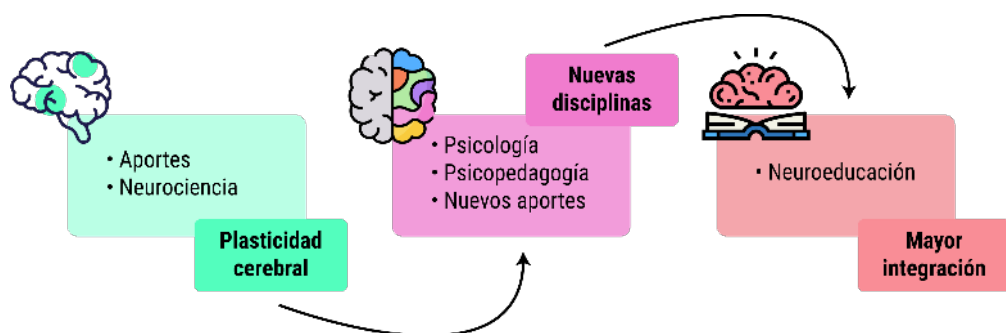 • Aportes
• Neurociencia
Plasticidad
cerebral
Nuevas
disciplinas
• Psicología
• Psicopedagogía
• Nuevos aportes
• Neuroeducación
Mayor
integración